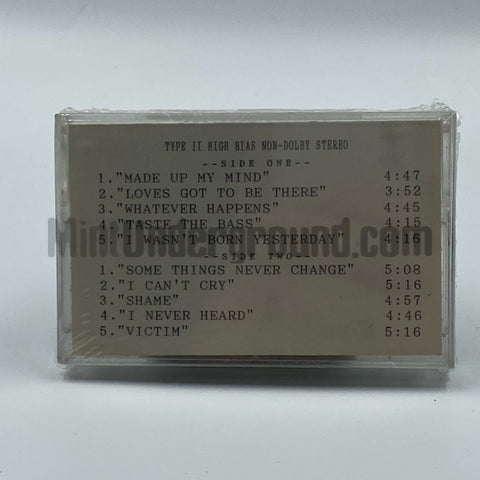 TYPE II HIGH BIAS NON-DOLBY STEREO
--SIDE ONE--
1."MADE UP MY MIND" 4:47
2."LOVES GOT TO BE THERE" 3:52
3."WHATEVER HAPPENS" 4:45
4."TASTE THE BASS" 4:15
MintUnderground.com
5."I WASN'T BORN YESTERDAY" 4:16
--SIDE TWO--
1."SOME THINGS NEVER CHANGE" 5:08
2."I CAN'T CRY" 5:16
3."SHAME" 4:57
4."I NEVER HEARD" 4:46
5."VICTIM" 5:16